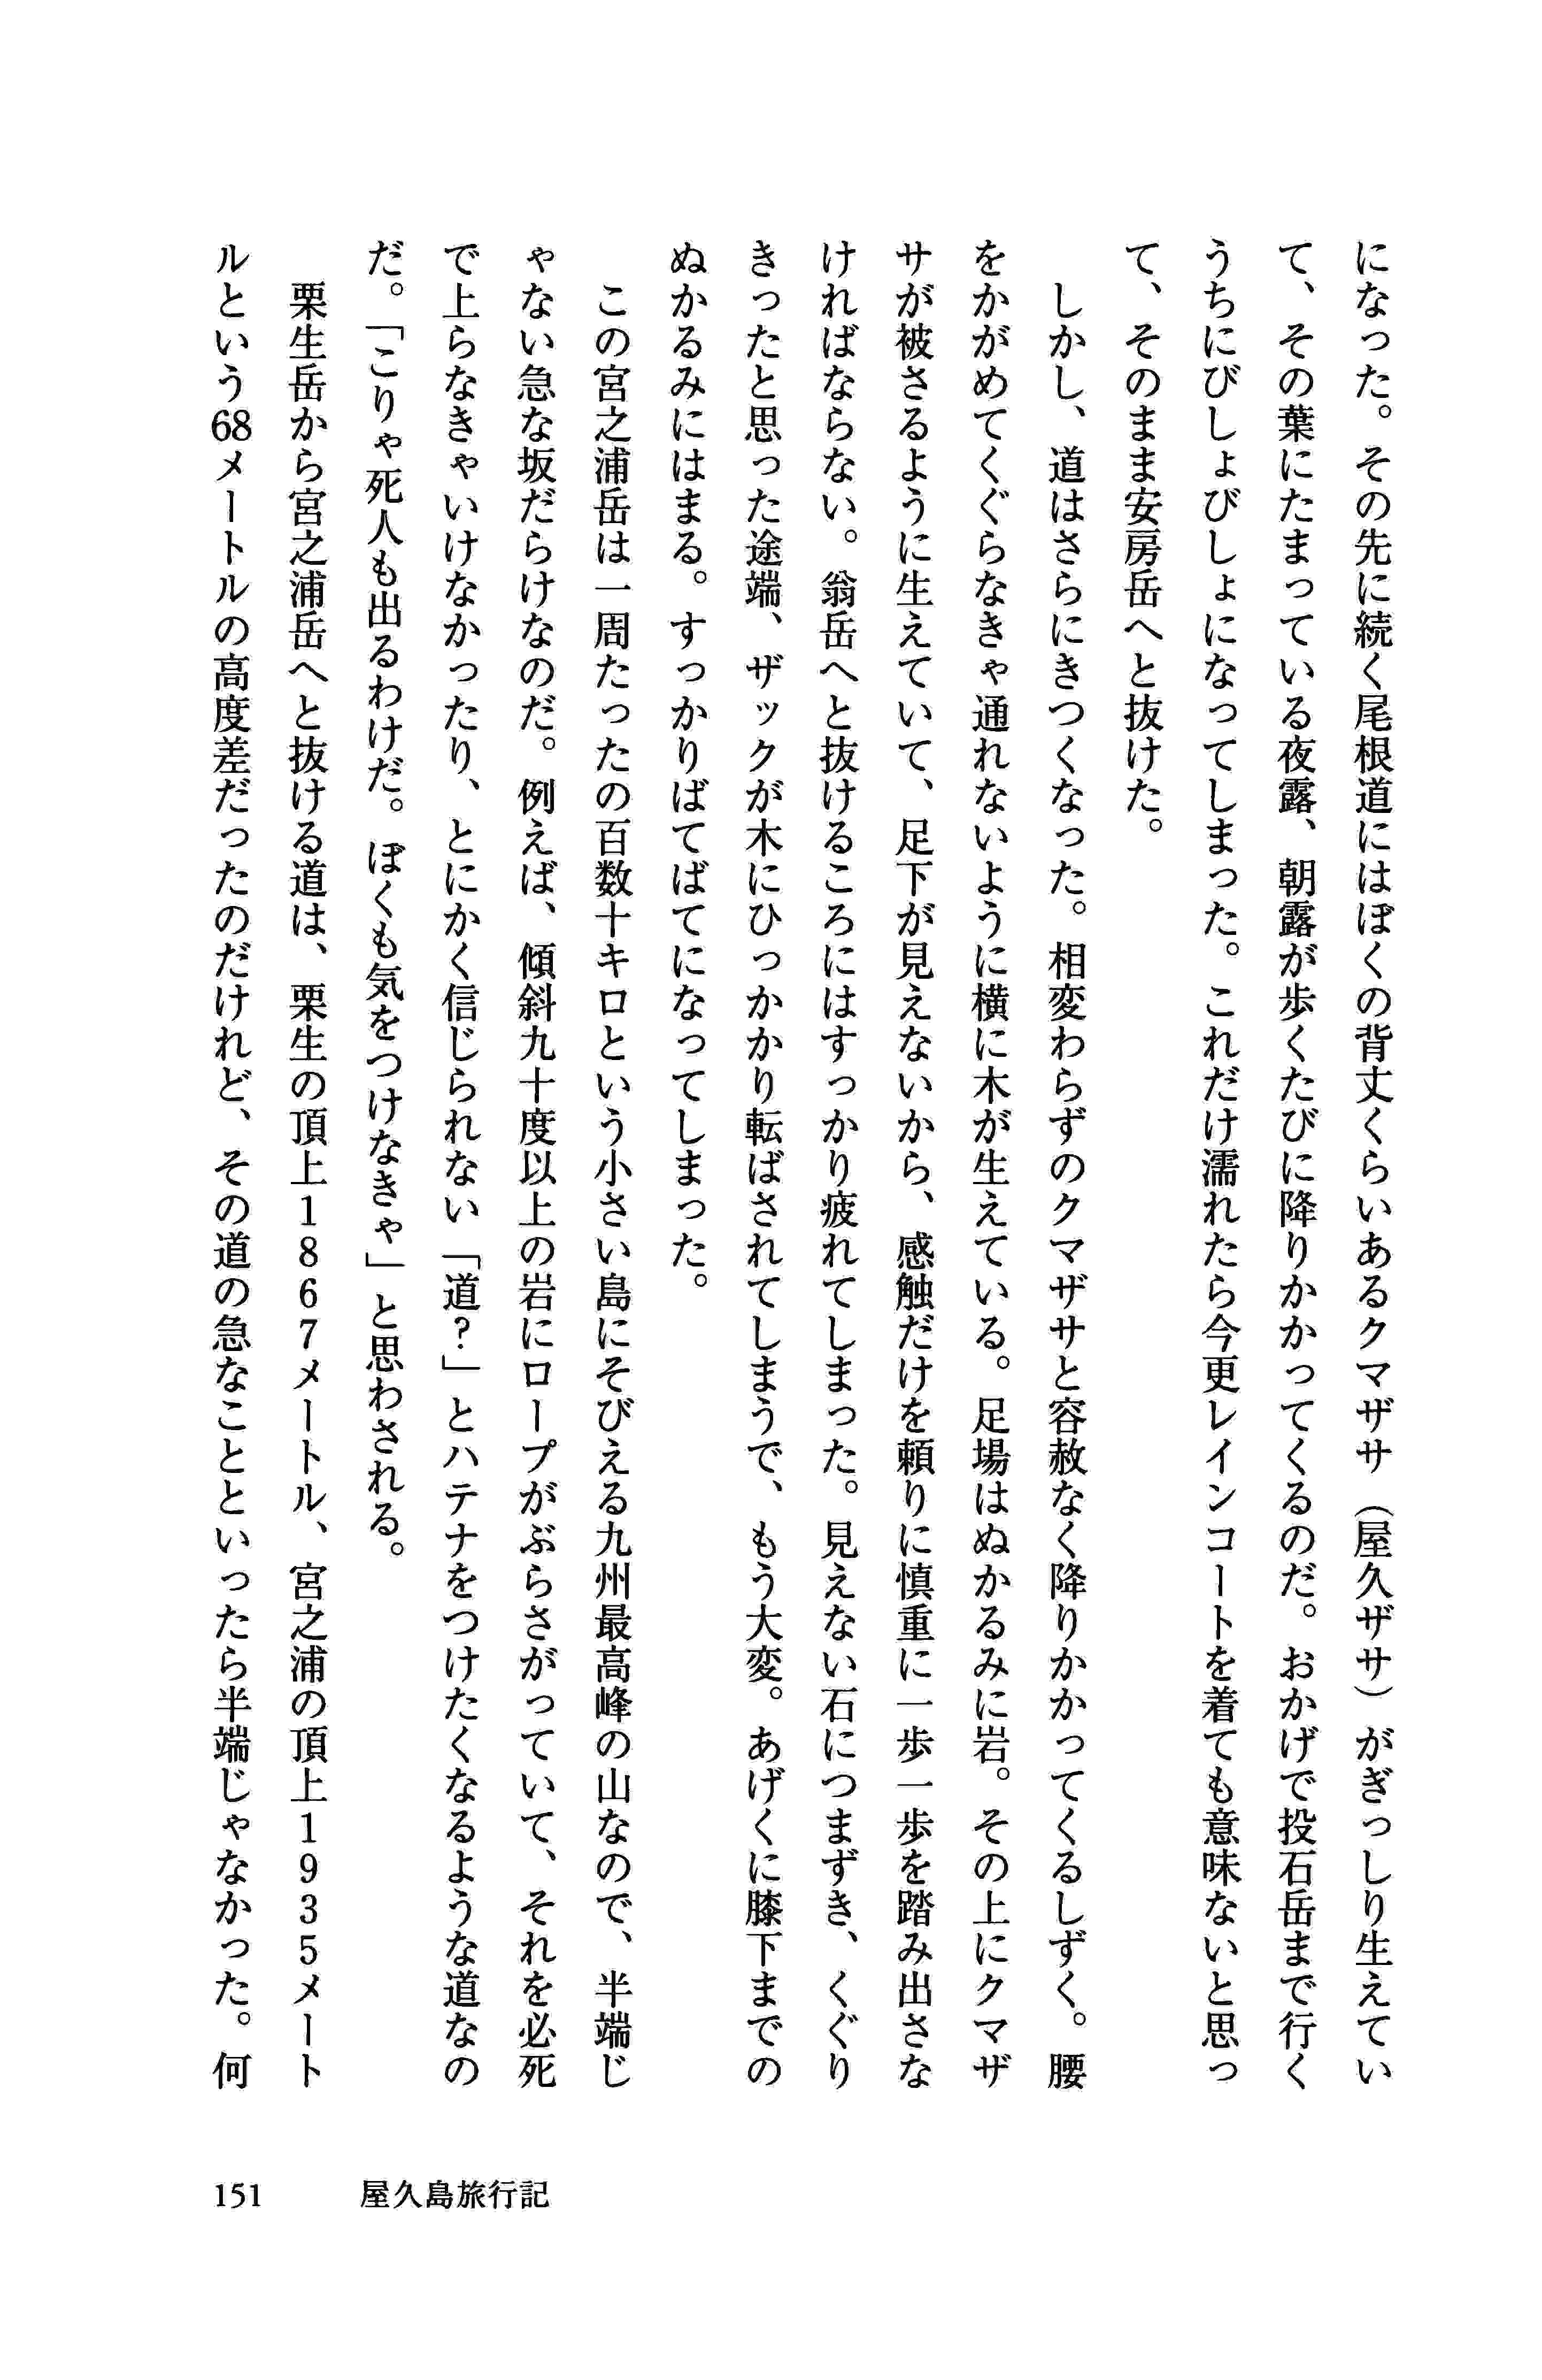 になった。その先に続く尾根道にはぼくの背丈くらいあるクマザサ（屋久ザサ）がぎっしり生えてい
て、その葉にたまっている夜露、朝露が歩くたびに降りかかってくるのだ。おかげで投石岳まで行く
うちにびしょびしょになってしまった。これだけ濡れたら今更レインコートを着ても意味ないと思っ
て、そのまま安房岳へと抜けた。
　しかし、道はさらにきつくなった。相変わらずのクマザサと容赦なく降りかかってくるしずく。腰
をかがめてくぐらなきゃ通れないように横に木が生えている。足場はぬかるみに岩。その上にクマザ
サが被さるように生えていて、足下が見えないから、感触だけを頼りに慎重に一歩一歩を踏み出さな
ければならない。翁岳へと抜けるころにはすっかり疲れてしまった。見えない石につまずき、くぐり
きったと思った途端、ザックが木にひっかかり転ばされてしまうで、もう大変。あげくに膝下までの
ぬかるみにはまる。すっかりばてばてになってしまった。
　この宮之浦岳は一周たったの百数十キロという小さい島にそびえる九州最高峰の山なので、半端じ
ゃない急な坂だらけなのだ。例えば、傾斜九十度以上の岩にロープがぶらさがっていて、それを必死
で上らなきゃいけなかったり、とにかく信じられない「道？」とハテナをつけたくなるような道なの
だ。「こりゃ死人も出るわけだ。ぼくも気をつけなきゃ」と思わされる。
　栗生岳から宮之浦岳へと抜ける道は、栗生の頂上1867メートル、宮之浦の頂上1935メート
ルという68メートルの高度差だったのだけれど、その道の急なことといったら半端じゃなかった。何
151　屋久島旅行記